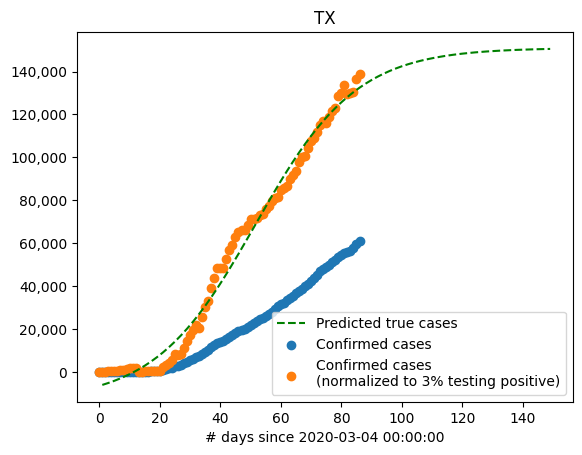 TX
140,000
120,000
100,000
80,000
60,000
40,000
20,000
0
Predicted true cases
Confirmed cases
Confirmed cases
(normalized to 3% testing positive)
0 20 40 60 80 100 120 140
# days since 2020-03-04 00:00:00